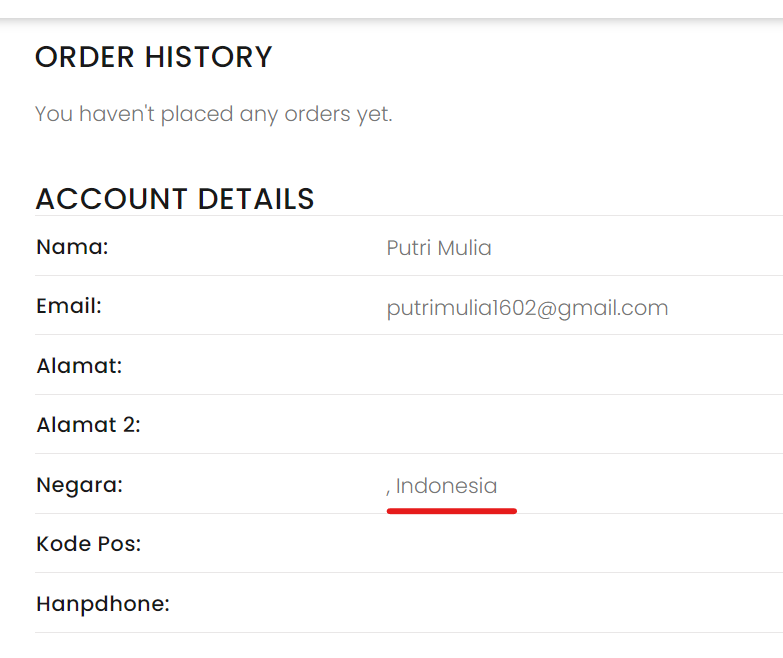 ORDER HISTORY
You haven't placed any orders yet.
ACCOUNT DETAILS
Nama: Putri Mulia
Email: putrimulia1602@gmail.com
Alamat:
Alamat 2:
Negara: , Indonesia
Kode Pos:
Hanpdhone: